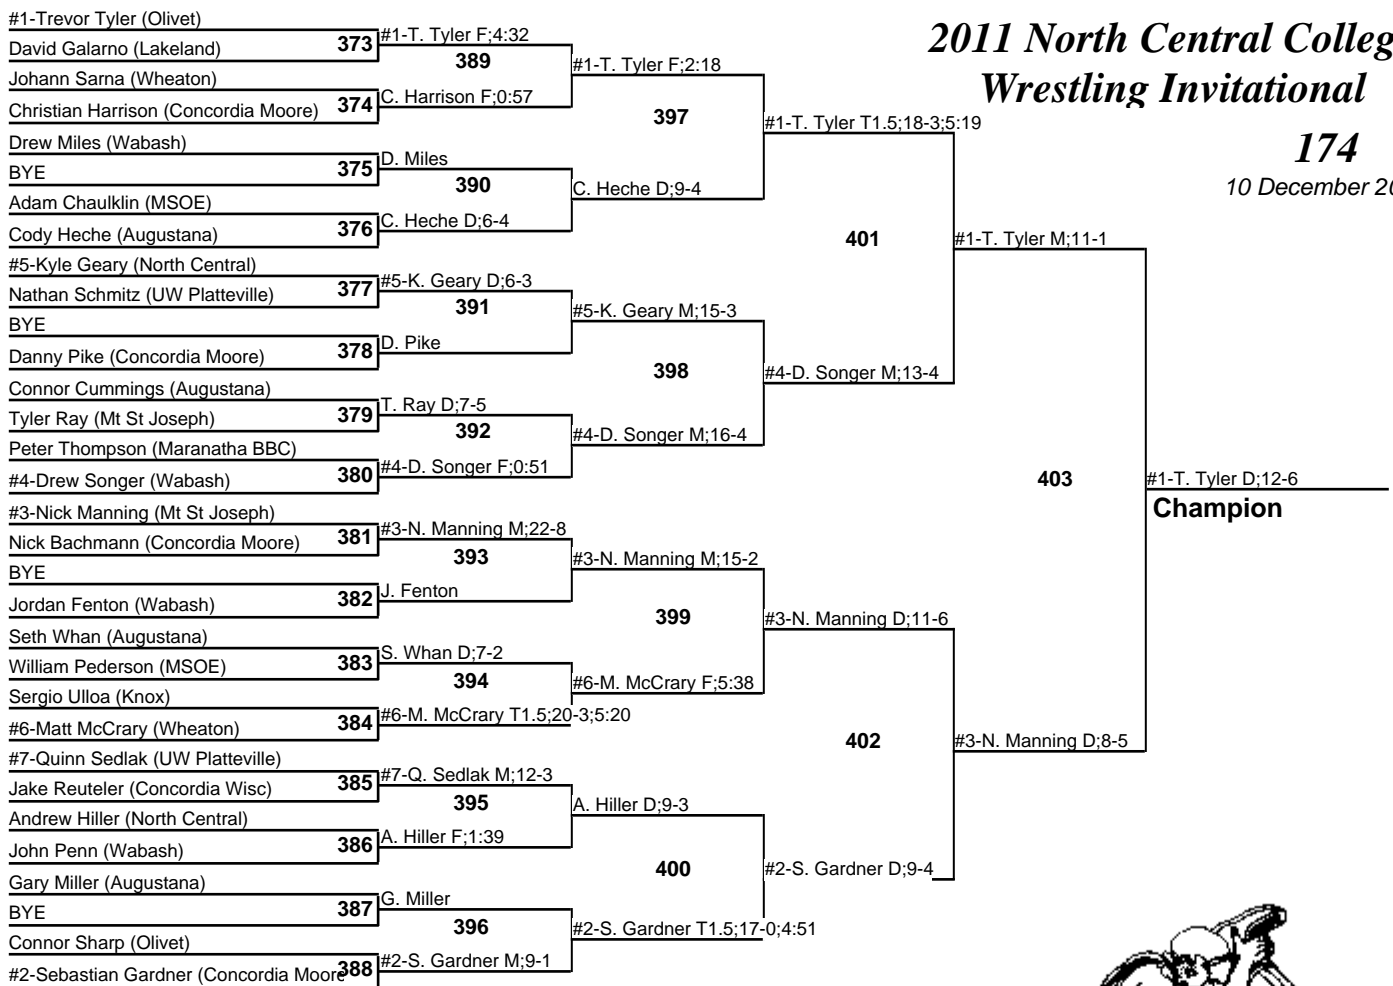 2011 North Central Colleg
Wrestling Invitational
174
10 December 20
#1-Trevor Tyler (Olivet)
David Galarno (Lakeland)
373
Johann Sarna (Wheaton)
Christian Harrison (Concordia Moore)
374
Drew Miles (Wabash)
BYE
375
Adam Chaulklin (MSOE)
Cody Heche (Augustana)
376
#5-Kyle Geary (North Central)
Nathan Schmitz (UW Platteville)
377
BYE
Danny Pike (Concordia Moore)
378
Connor Cummings (Augustana)
Tyler Ray (Mt St Joseph)
379
Peter Thompson (Maranatha BBC)
#4-Drew Songer (Wabash)
380
#3-Nick Manning (Mt St Joseph)
Nick Bachmann (Concordia Moore)
381
BYE
Jordan Fenton (Wabash)
382
Seth Whan (Augustana)
William Pederson (MSOE)
383
Sergio Ulloa (Knox)
#6-Matt McCrary (Wheaton)
384
#7-Quinn Sedlak (UW Platteville)
Jake Reuteler (Concordia Wisc)
385
Andrew Hiller (North Central)
John Penn (Wabash)
386
Gary Miller (Augustana)
BYE
387
Connor Sharp (Olivet)
#2-Sebastian Gardner (Concordia Moore
388
#1-T. Tyler F;4:32
389
C. Harrison F;0:57
D. Miles
390
C. Heche D;6-4
#5-K. Geary D;6-3
391
D. Pike
T. Ray D;7-5
392
#4-D. Songer F;0:51
#3-N. Manning M;22-8
393
J. Fenton
S. Whan D;7-2
394
#6-M. McCrary T1.5;20-3;5:20
#7-Q. Sedlak M;12-3
395
A. Hiller F;1:39
G. Miller
396
#2-S. Gardner M;9-1
#1-T. Tyler F;2:18
397
C. Heche D;9-4
#5-K. Geary M;15-3
398
#4-D. Songer M;16-4
#3-N. Manning M;15-2
399
#6-M. McCrary F;5:38
A. Hiller D;9-3
400
#2-S. Gardner T1.5;17-0;4:51
#1-T. Tyler T1.5;18-3;5:19
401
#4-D. Songer M;13-4
#3-N. Manning D;11-6
402
#2-S. Gardner D;9-4
#1-T. Tyler M;11-1
403
#3-N. Manning D;8-5
#1-T. Tyler D;12-6
Champion